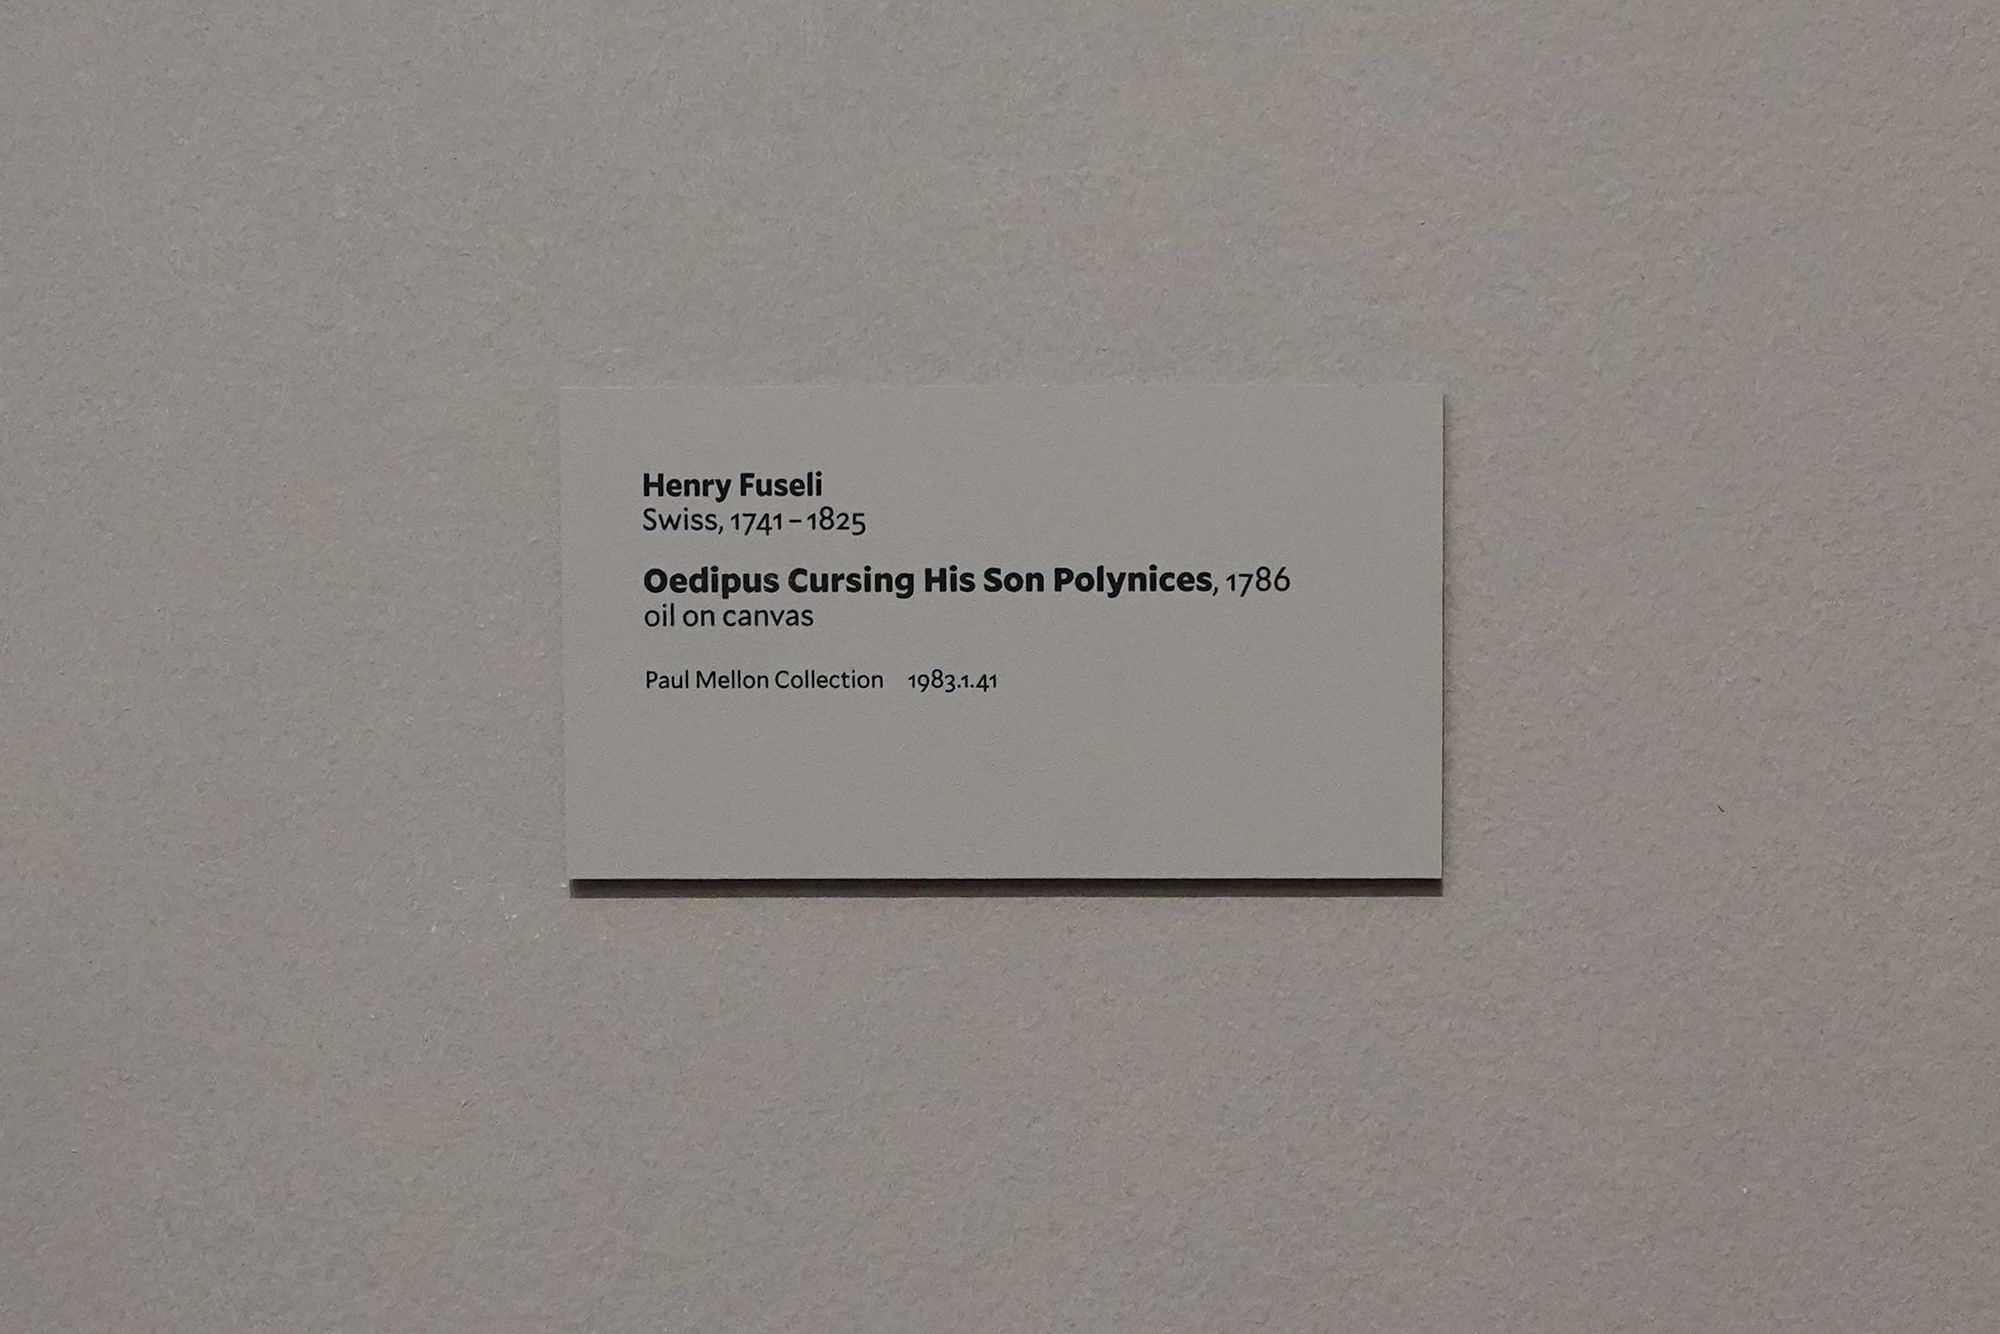 Henry Fuseli
Swiss, 1741–1825
Oedipus Cursing His Son Polynices, 1786
oil on canvas
Paul Mellon Collection 1983.1.41